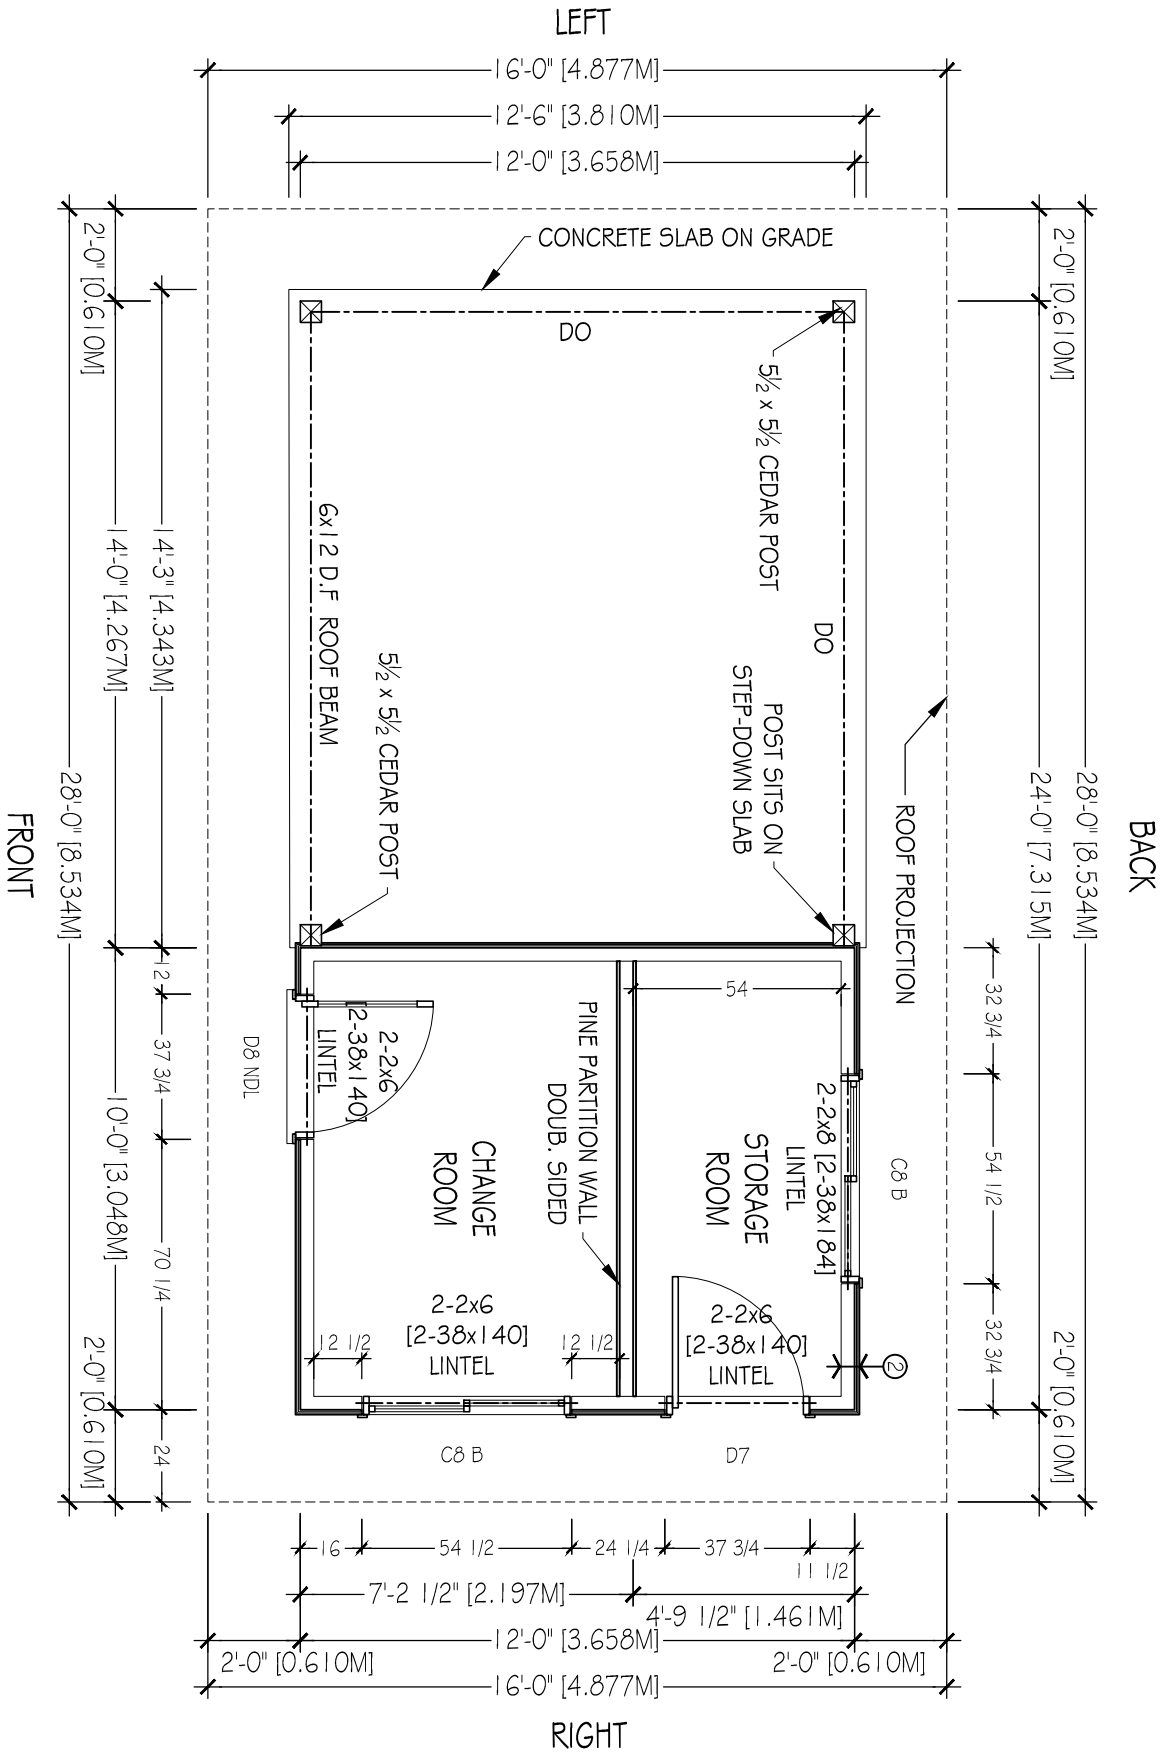 LEFT
16'-0" [4.877M]
12'-6" [3.810M]
12'-0" [3.658M]
2'-0" [0.610M]
2'-0" [0.610M]
CONCRETE SLAB ON GRADE
DO
5½ x 5½ CEDAR POST
DO
6x12 D.F ROOF BEAM
5½ x 5½ CEDAR POST
POST SITS ON
STEP-DOWN SLAB
ROOF PROJECTION
14'-3" [4.343M]
14'-0" [4.267M]
28'-0" [8.534M]
FRONT
24'-0" [7.315M]
28'-0" [8.534M]
BACK
12
37 3/4
70 1/4
24
10'-0" [3.048M]
2'-0" [0.610M]
D8 NDL
2-2x6
[2-38x140]
LINTEL
CHANGE
ROOM
PINE PARTITION WALL
DOUB. SIDED
54
STORAGE
ROOM
2-2x8 [2-38x184]
LINTEL
C8 B
32 3/4
54 1/2
32 3/4
2'-0" [0.610M]
2-2x6
[2-38x140]
LINTEL
12 1/2
12 1/2
2-2x6
[2-38x140]
LINTEL
2
C8 B
D7
16
54 1/2
24 1/4
37 3/4
11 1/2
7'-2 1/2" [2.197M]
4'-9 1/2" [1.461M]
12'-0" [3.658M]
2'-0" [0.610M]
2'-0" [0.610M]
16'-0" [4.877M]
RIGHT